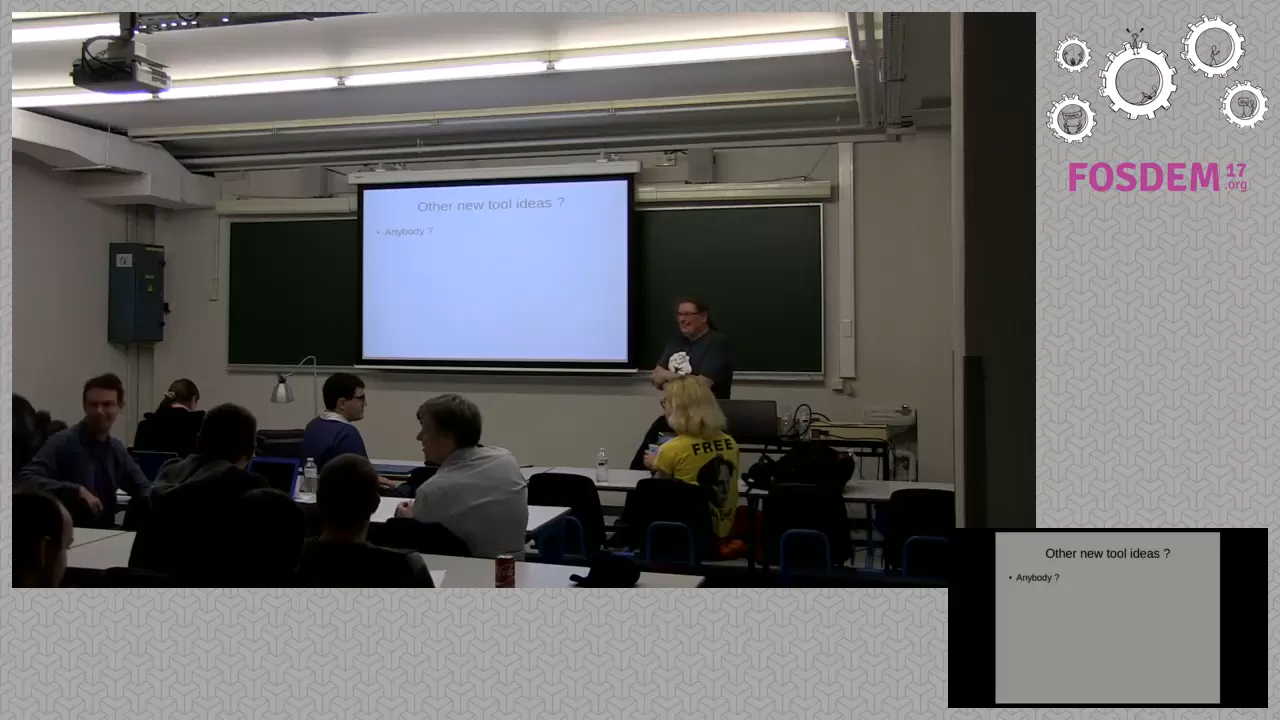 FOSDEM 17
.org
Other new tool ideas ?
• Anybody ?
FREE
Other new tool ideas ?
• Anybody ?